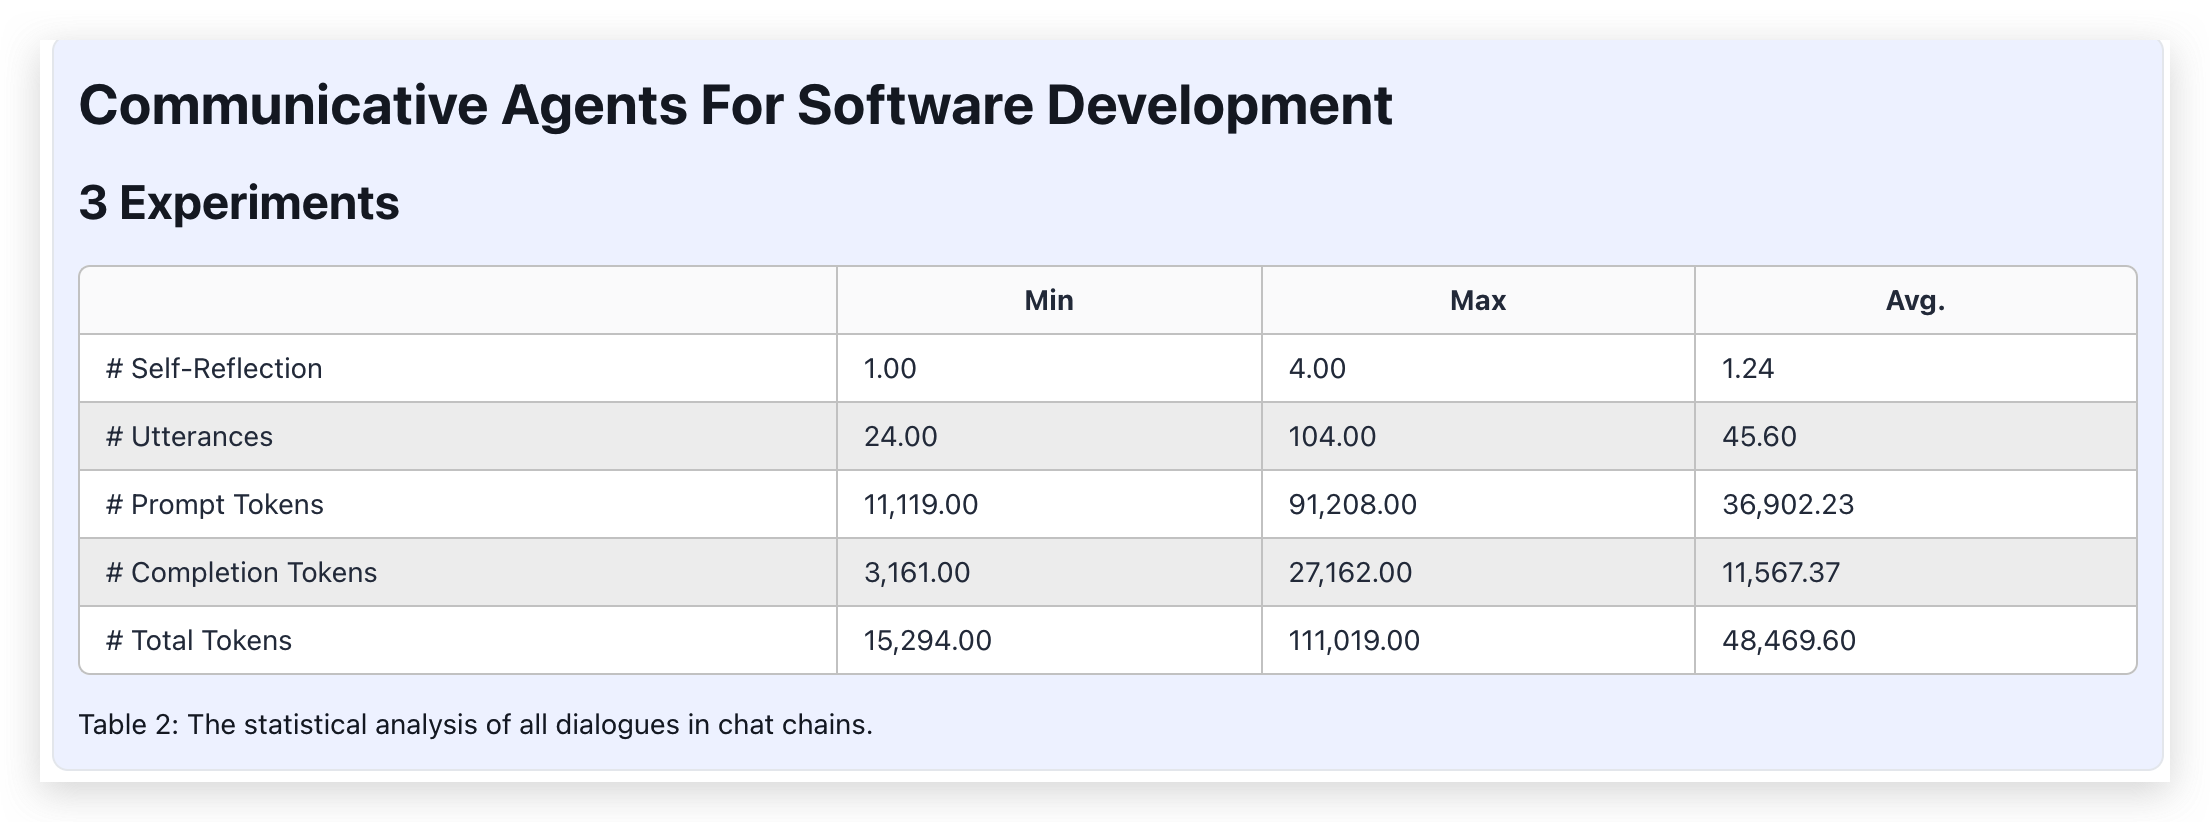 Communicative Agents For Software Development
3 Experiments
Min Max Avg.
# Self-Reflection 1.00 4.00 1.24
# Utterances 24.00 104.00 45.60
# Prompt Tokens 11,119.00 91,208.00 36,902.23
# Completion Tokens 3,161.00 27,162.00 11,567.37
# Total Tokens 15,294.00 111,019.00 48,469.60
Table 2: The statistical analysis of all dialogues in chat chains.